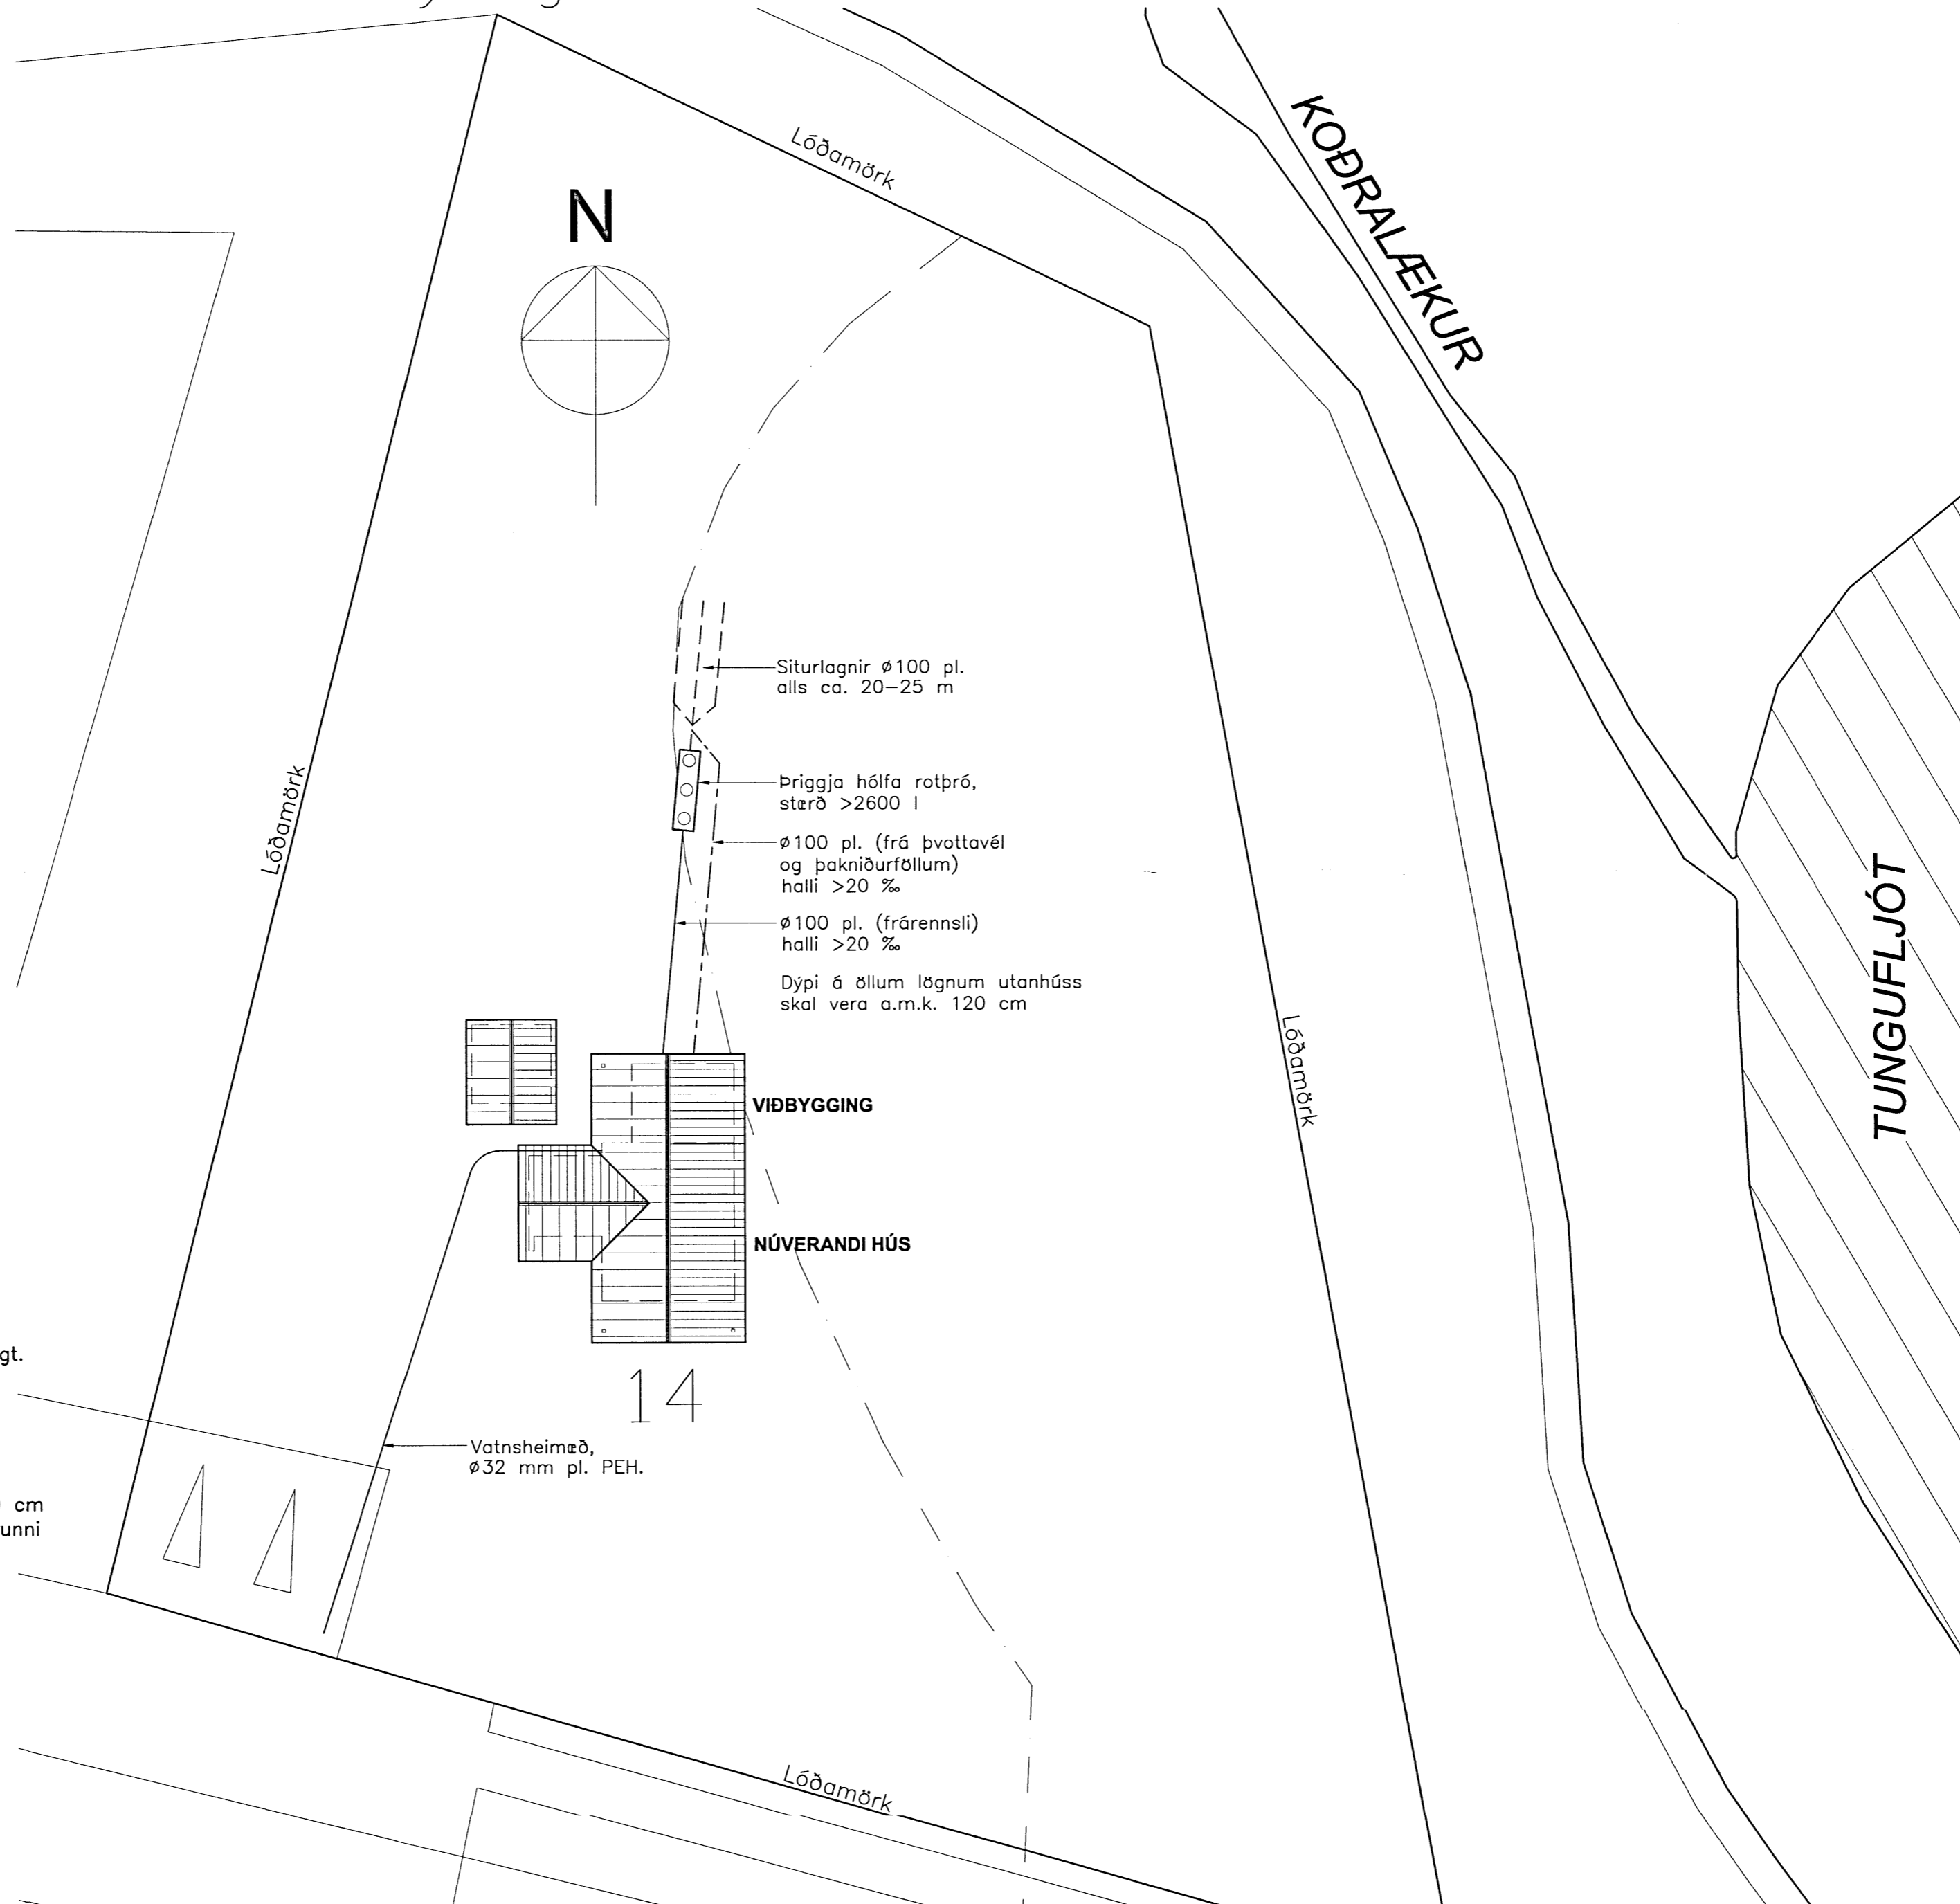 Lóðamörk
N
KOÐRALÆKUR
Siturlagnir ø100 pl.
alls ca. 20–25 m
Þriggja hólfa rotþró,
stærð >2600 l
Lóðamörk
ø100 pl. (frá þvottavél
og þakniðurföllum)
halli >20 ‰
ø100 pl. (frárennsli)
halli >20 ‰
Dýpi á öllum lögnum utanhúss
skal vera a.m.k. 120 cm
TUNGUFLJÓT
Lóðamörk
VIÐBYGGING
NÚVERANDI HÚS
gt.
14
Vatnsheimæð,
ø32 mm pl. PEH.
cm
unni
Lóðamörk